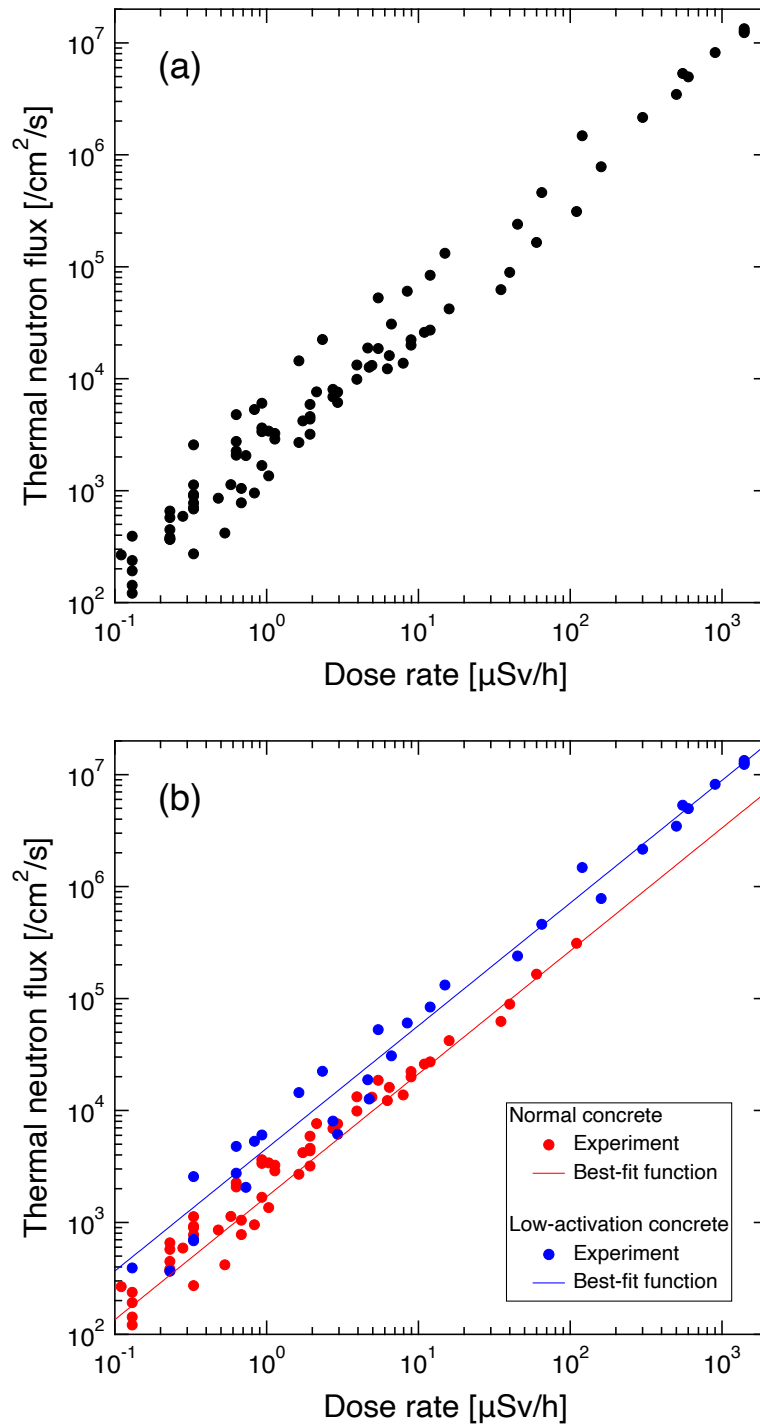 (a)
Thermal neutron flux [/cm²/s]
10⁷
10⁶
10⁵
10⁴
10³
10²
10⁻¹ 10⁰ 10¹ 10² 10³
Dose rate [µSv/h]
(b)
Thermal neutron flux [/cm²/s]
10⁷
10⁶
10⁵
10⁴
10³
10²
Normal concrete
Experiment
Best-fit function
Low-activation concrete
Experiment
Best-fit function
10⁻¹ 10⁰ 10¹ 10² 10³
Dose rate [µSv/h]